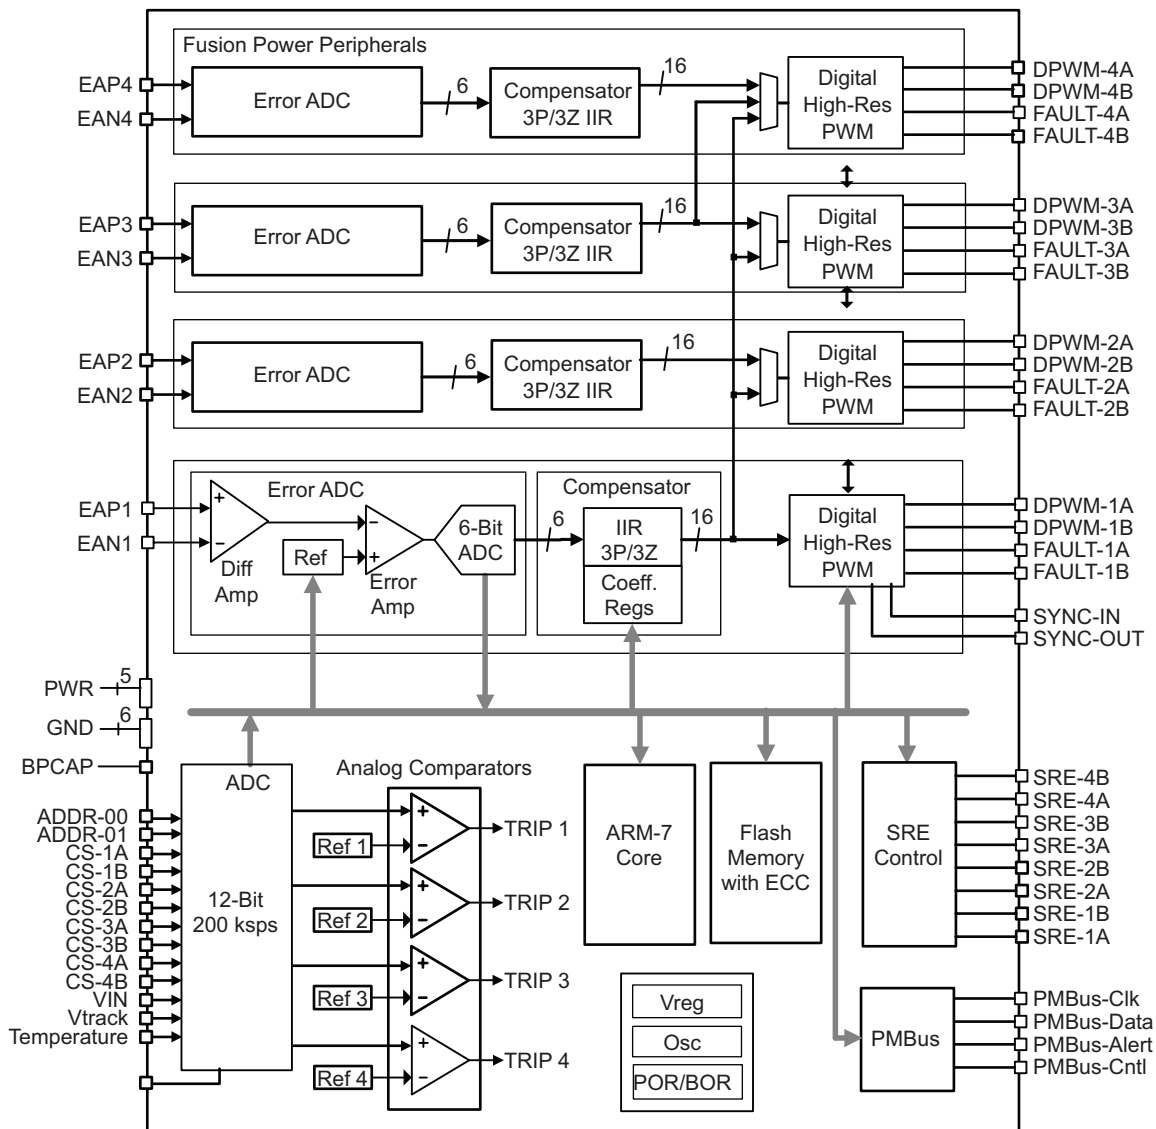 Fusion Power Peripherals
EAP4
EAN4
Error ADC
6
Compensator
3P/3Z IIR
16
Digital
High-Res
PWM
DPWM-4A
DPWM-4B
FAULT-4A
FAULT-4B
EAP3
EAN3
Error ADC
6
Compensator
3P/3Z IIR
16
Digital
High-Res
PWM
DPWM-3A
DPWM-3B
FAULT-3A
FAULT-3B
EAP2
EAN2
Error ADC
6
Compensator
3P/3Z IIR
16
Digital
High-Res
PWM
DPWM-2A
DPWM-2B
FAULT-2A
FAULT-2B
EAP1
EAN1
Error ADC
+
−
Diff
Amp
Ref
−
+
Error
Amp
6-Bit
ADC
6
Compensator
IIR
3P/3Z
Coeff.
Regs
16
Digital
High-Res
PWM
DPWM-1A
DPWM-1B
FAULT-1A
FAULT-1B
SYNC-IN
SYNC-OUT
PWR
5
GND
6
BPCAP
ADDR-00
ADDR-01
CS-1A
CS-1B
CS-2A
CS-2B
CS-3A
CS-3B
CS-4A
CS-4B
VIN
Vtrack
Temperature
ADC
12-Bit
200 ksps
Analog Comparators
+
−
Ref 1
TRIP 1
+
−
Ref 2
TRIP 2
+
−
Ref 3
TRIP 3
+
−
Ref 4
TRIP 4
ARM-7
Core
Flash
Memory
with ECC
SRE
Control
SRE-4B
SRE-4A
SRE-3B
SRE-3A
SRE-2B
SRE-2A
SRE-1B
SRE-1A
Vreg
Osc
POR/BOR
PMBus
PMBus-Clk
PMBus-Data
PMBus-Alert
PMBus-Cntl